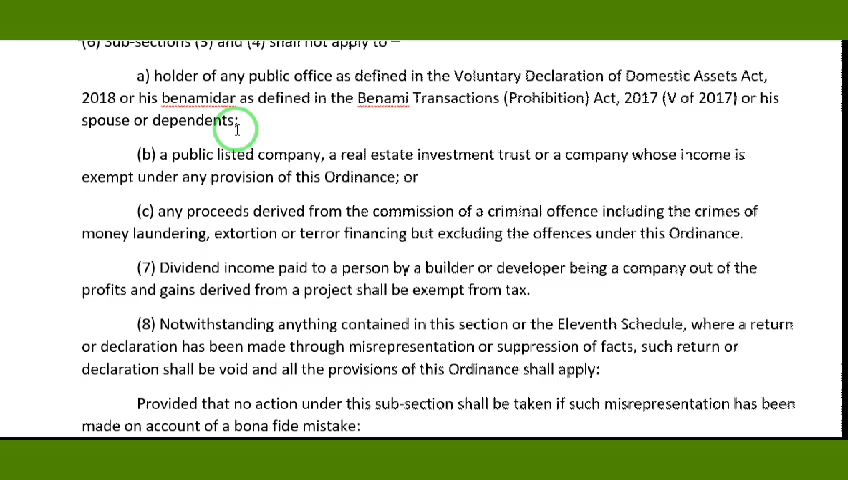 (6) Sub-sections (3) and (4) shall not apply to –
a) holder of any public office as defined in the Voluntary Declaration of Domestic Assets Act,
2018 or his benamidar as defined in the Benami Transactions (Prohibition) Act, 2017 (V of 2017) or his
spouse or dependents;
(b) a public listed company, a real estate investment trust or a company whose income is
exempt under any provision of this Ordinance; or
(c) any proceeds derived from the commission of a criminal offence including the crimes of
money laundering, extortion or terror financing but excluding the offences under this Ordinance.
(7) Dividend income paid to a person by a builder or developer being a company out of the
profits and gains derived from a project shall be exempt from tax.
(8) Notwithstanding anything contained in this section or the Eleventh Schedule, where a return
or declaration has been made through misrepresentation or suppression of facts, such return or
declaration shall be void and all the provisions of this Ordinance shall apply:
Provided that no action under this sub-section shall be taken if such misrepresentation has been
made on account of a bona fide mistake: